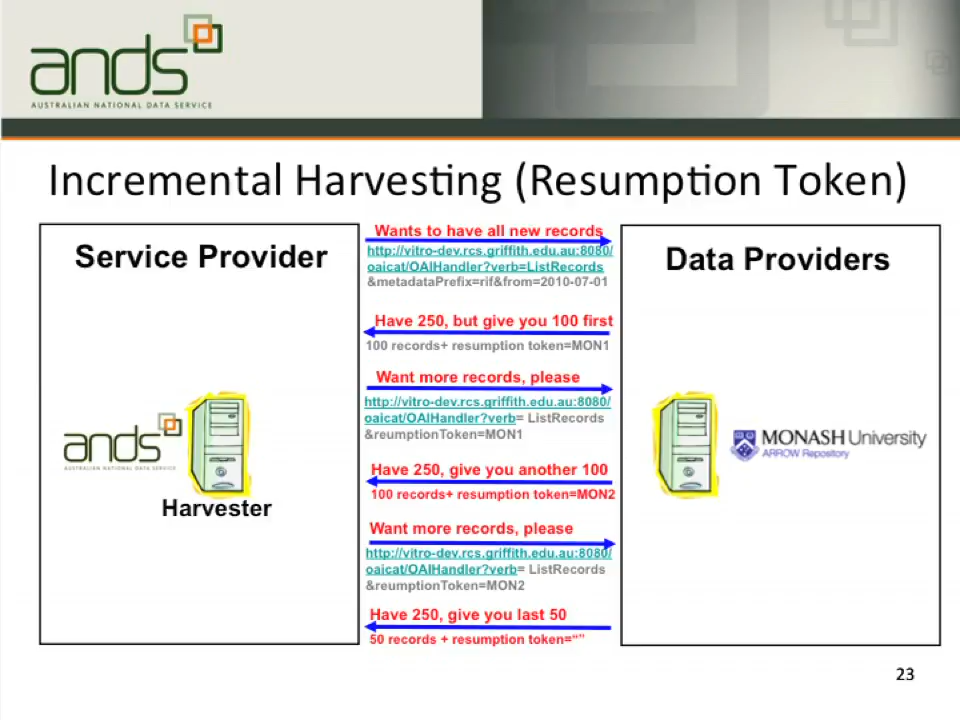 ands
AUSTRALIAN NATIONAL DATA SERVICE
Incremental Harvesting (Resumption Token)
Service Provider
ands
AUSTRALIAN NATIONAL DATA SERVICE
Harvester
Wants to have all new records
http://vitro-dev.rcs.griffith.edu.au:8080/
oaicat/OAIHandler?verb=ListRecords
&metadataPrefix=rif&from=2010-07-01
Have 250, but give you 100 first
100 records+ resumption token=MON1
Want more records, please
http://vitro-dev.rcs.griffith.edu.au:8080/
oaicat/OAIHandler?verb= ListRecords
&reumptionToken=MON1
Have 250, give you another 100
100 records+ resumption token=MON2
Want more records, please
http://vitro-dev.rcs.griffith.edu.au:8080/
oaicat/OAIHandler?verb= ListRecords
&reumptionToken=MON2
Have 250, give you last 50
50 records + resumption token=“”
Data Providers
MONASH University
ARROW Repository
23